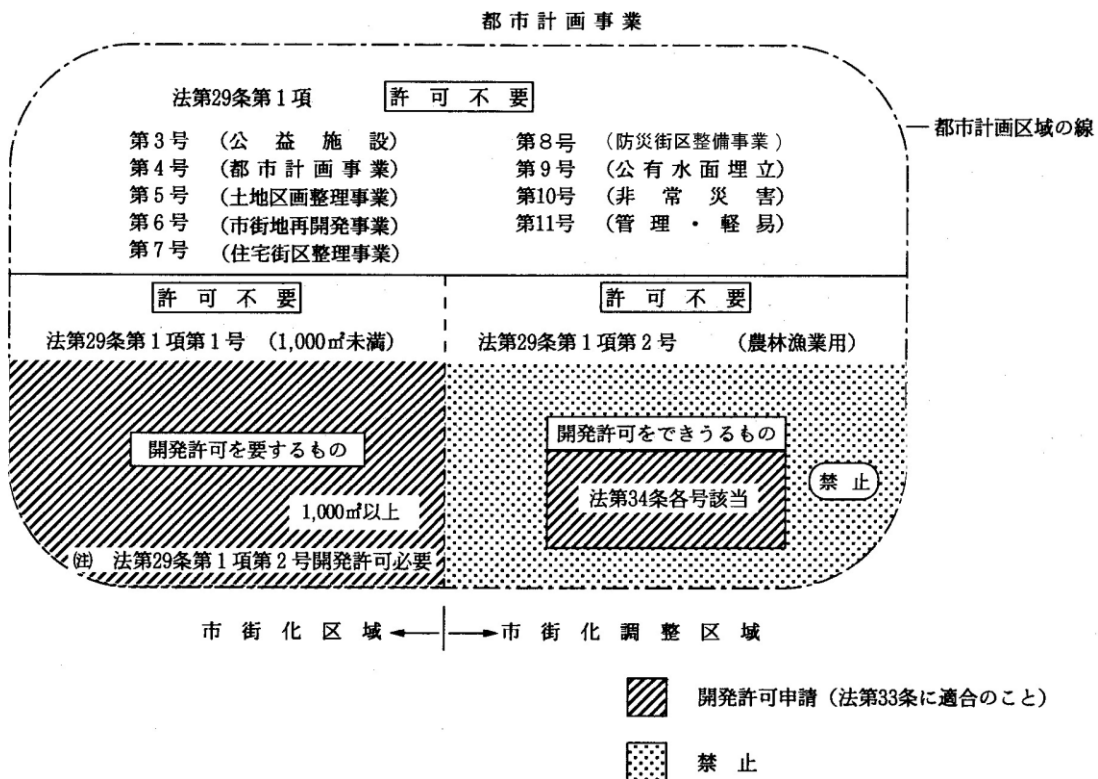 都市計画事業
法第29条第1項 許可不要
都市計画区域の線
第3号 (公益施設) 第8号 (防災街区整備事業)
第4号 (都市計画事業) 第9号 (公有水面埋立)
第5号 (土地区画整理事業) 第10号 (非常災害)
第6号 (市街地再開発事業) 第11号 (管理・軽易)
第7号 (住宅街区整理事業)
許可不要 許可不要
法第29条第1項第1号 (1,000㎡未満) 法第29条第1項第2号 (農林漁業用)
開発許可を要するもの
1,000㎡以上
㊟ 法第29条第1項第2号開発許可必要
開発許可をできうるもの
法第34条各号該当
禁止
市街化区域 ← → 市街化調整区域
開発許可申請(法第33条に適合のこと)
禁止